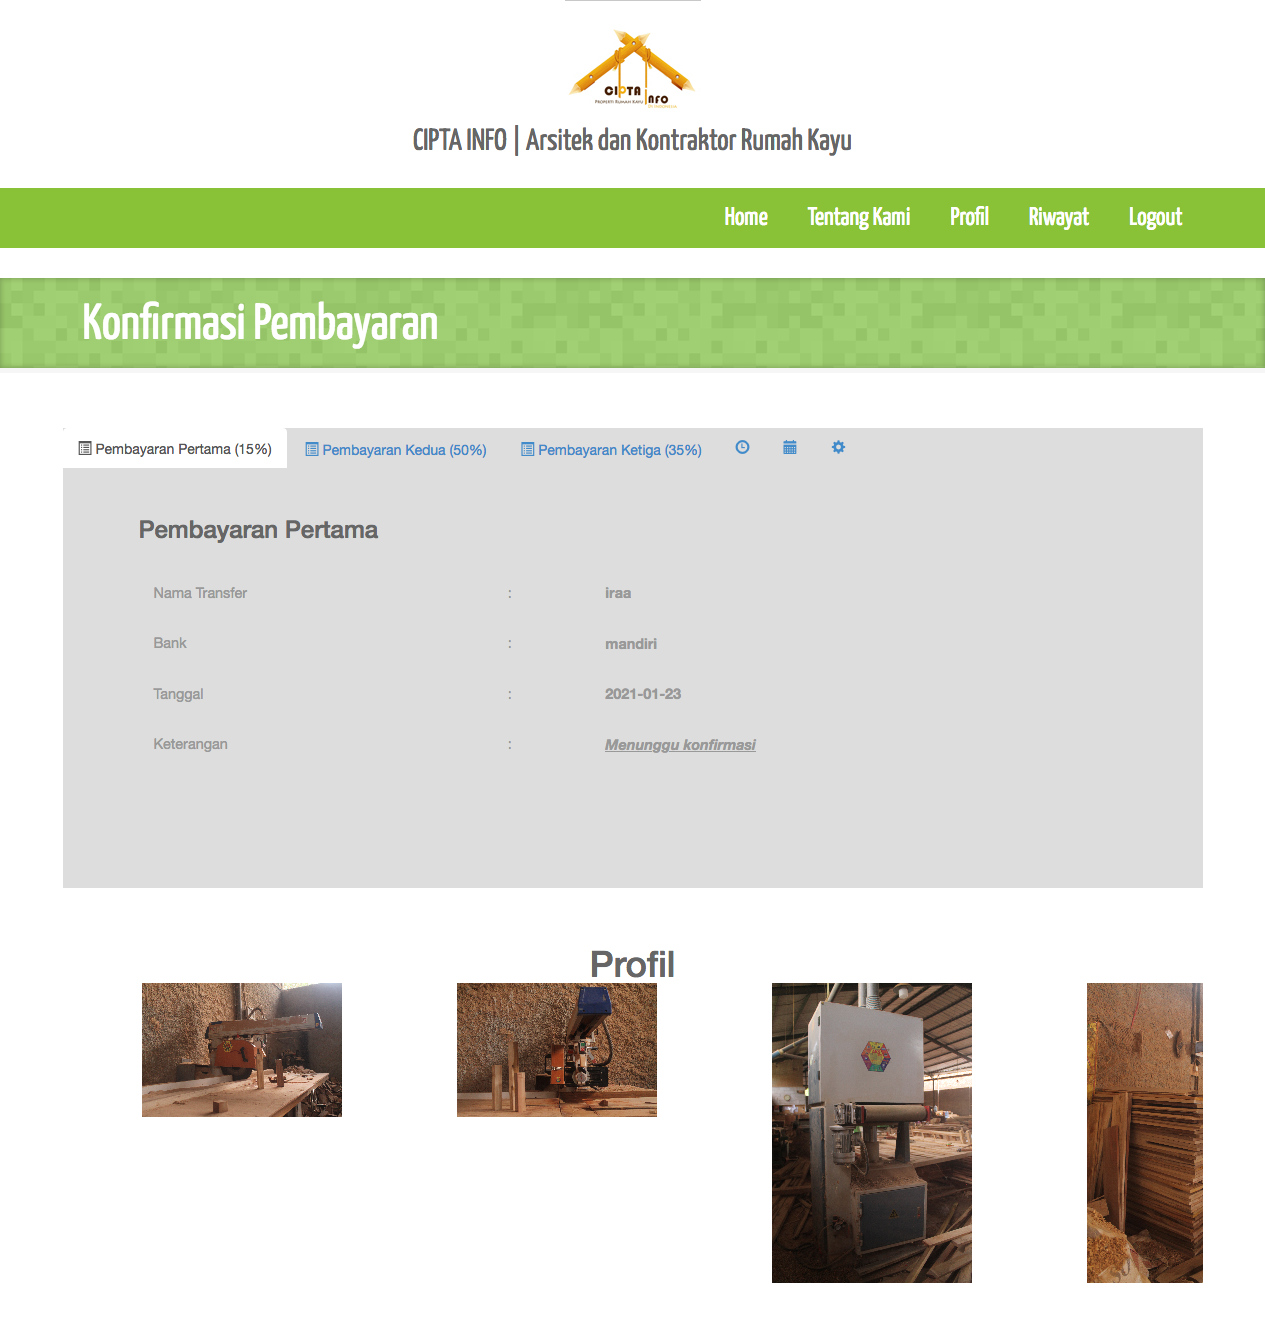 CIPTA
INFO
PROPERTI RUMAH KAYU
CIPTA INFO | Arsitek dan Kontraktor Rumah Kayu
Home Tentang Kami Profil Riwayat Logout
Konfirmasi Pembayaran
Pembayaran Pertama (15%) Pembayaran Kedua (50%) Pembayaran Ketiga (35%)
Pembayaran Pertama
Nama Transfer : iraa
Bank : mandiri
Tanggal : 2021-01-23
Keterangan : Menunggu konfirmasi
Profil